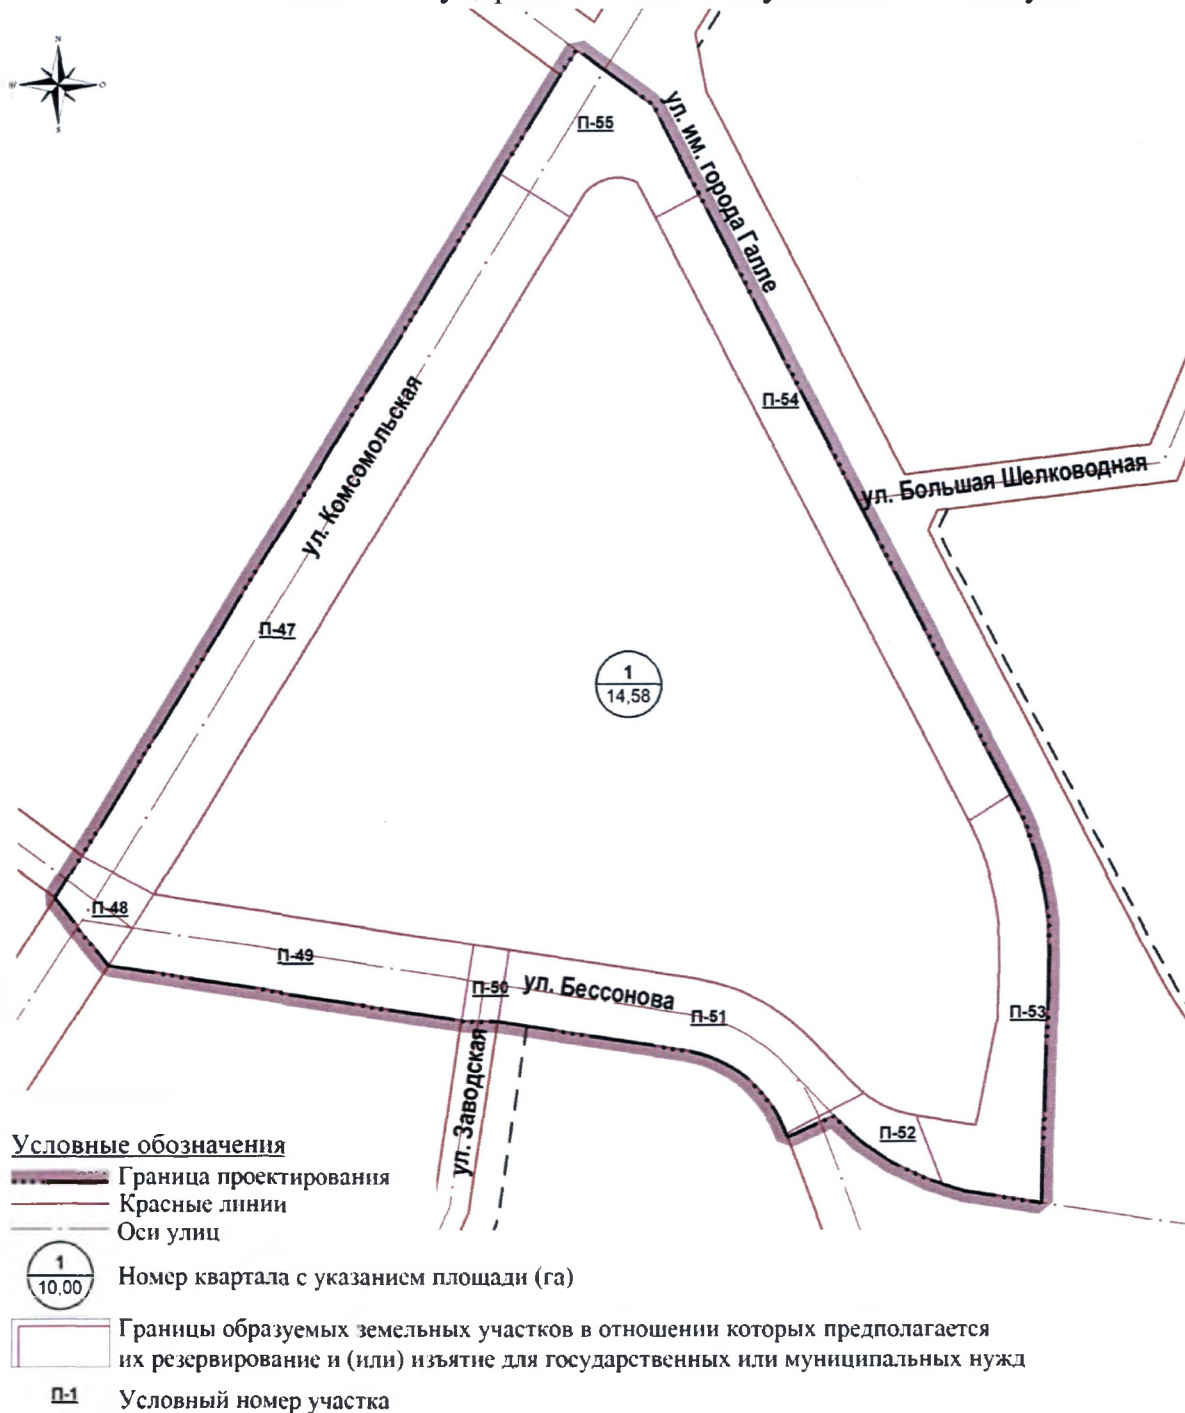 N
W
O
S
П-55
ул. им. города Галле
П-54
ул. Комсомольская
ул. Большая Шелководная
П-47
1
14,58
П-48
П-49
П-50
ул. Бессонова
П-51
П-53
ул. Заводская
П-52
Условные обозначения
Граница проектирования
Красные линии
Оси улиц
1
10,00
Номер квартала с указанием площади (га)
Границы образуемых земельных участков в отношении которых предполагается
их резервирование и (или) изъятие для государственных или муниципальных нужд
П-1
Условный номер участка